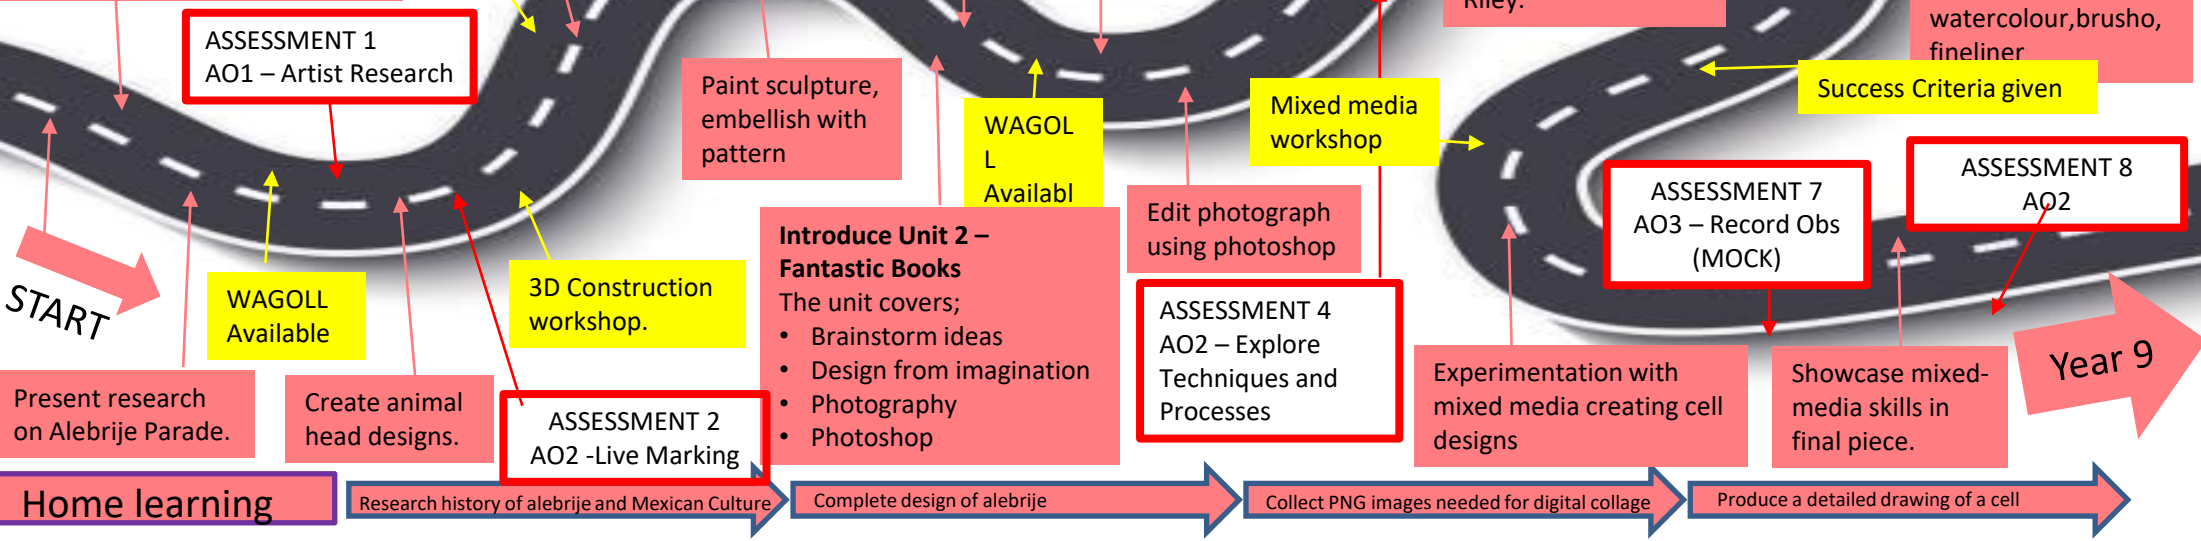 Riley.
watercolour,brusho,
fineliner
ASSESSMENT 1
AO1 – Artist Research
Paint sculpture,
embellish with
pattern
WAGOL
L
Availabl
Mixed media
workshop
Success Criteria given
ASSESSMENT 7
AO3 – Record Obs
(MOCK)
ASSESSMENT 8
AO2
Edit photograph
using photoshop
START
WAGOLL
Available
3D Construction
workshop.
Introduce Unit 2 –
Fantastic Books
The unit covers;
• Brainstorm ideas
• Design from imagination
• Photography
• Photoshop
ASSESSMENT 4
AO2 – Explore
Techniques and
Processes
Year 9
Present research
on Alebrije Parade.
Create animal
head designs.
ASSESSMENT 2
AO2 -Live Marking
Experimentation with
mixed media creating cell
designs
Showcase mixed-
media skills in
final piece.
Home learning
Research history of alebrije and Mexican Culture
Complete design of alebrije
Collect PNG images needed for digital collage
Produce a detailed drawing of a cell